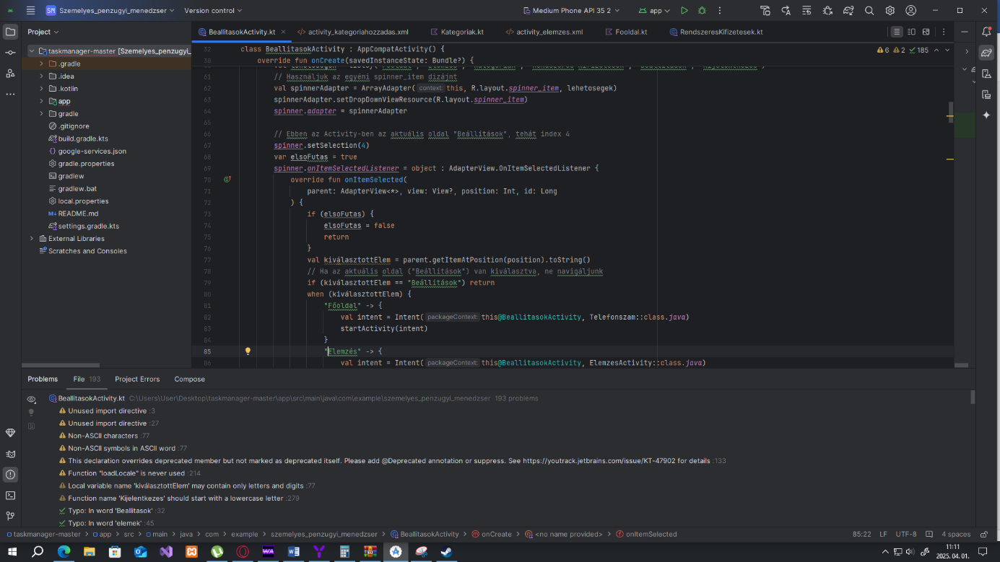 SM Szemelyes_penzugyi_menedzser Version control Medium Phone API 35 2 app
Project
BeallitasokActivity.kt activity_kategoriahozzadas.xml Kategoriak.kt activity_elemzes.xml Fooldal.kt RendszeresKifizetesek.kt
taskmanager-master [Szemelyes_penzugyi_
.gradle
.idea
.kotlin
app
gradle
.gitignore
build.gradle.kts
google-services.json
gradle.properties
gradlew
gradlew.bat
local.properties
README.md
settings.gradle.kts
External Libraries
Scratches and Consoles
6 2 185
32 class BeallitasokActivity : AppCompatActivity() {
38 override fun onCreate(savedInstanceState: Bundle?) {
61 // Használjuk az egyéni spinner_item dizájnt
62 val spinnerAdapter = ArrayAdapter( context: this, R.layout.spinner_item, lehetosegek)
63 spinnerAdapter.setDropDownViewResource(R.layout.spinner_item)
64 spinner.adapter = spinnerAdapter
65
66 // Ebben az Activity-ben az aktuális oldal "Beállítások", tehát index 4
67 spinner.setSelection(4)
68 var elsoFutas = true
69 spinner.onItemSelectedListener = object : AdapterView.OnItemSelectedListener {
70 override fun onItemSelected(
71 parent: AdapterView<*>, view: View?, position: Int, id: Long
72 ) {
73 if (elsoFutas) {
74 elsoFutas = false
75 return
76 }
77 val kiválasztottElem = parent.getItemAtPosition(position).toString()
78 // Ha az aktuális oldal ("Beállítások") van kiválasztva, ne navigáljunk
79 if (kiválasztottElem == "Beállítások") return
80 when (kiválasztottElem) {
81 "Főoldal" -> {
82 val intent = Intent( packageContext: this@BeallitasokActivity, Telefonszam::class.java)
83 startActivity(intent)
84 }
85 "Elemzés" -> {
86 val intent = Intent( packageContext: this@BeallitasokActivity, ElemzesActivity::class.java)
Problems File 193 Project Errors Compose
BeallitasokActivity.kt C:\Users\User\Desktop\taskmanager-master\app\src\main\java\com\example\szemelyes_penzugyi_menedzser 193 problems
Unused import directive :3
Unused import directive :27
Non-ASCII characters :77
Non-ASCII symbols in ASCII word :77
This declaration overrides deprecated member but not marked as deprecated itself. Please add @Deprecated annotation or suppress. See https://youtrack.jetbrains.com/issue/KT-47902 for details :133
Function "loadLocale" is never used :214
Local variable name 'kiválasztottElem' may contain only letters and digits :77
Function name 'Kijelentkezes' should start with a lowercase letter :279
Typo: In word 'Beallitasok' :32
Typo: In word 'elemek' :45
taskmanager-master > app > src > main > java > com > example > szemelyes_penzugyi_menedzser > BeallitasokActivity > onCreate > <no name provided> > onItemSelected 85:22 LF UTF-8 4 spaces
11:11
2025. 04. 01.